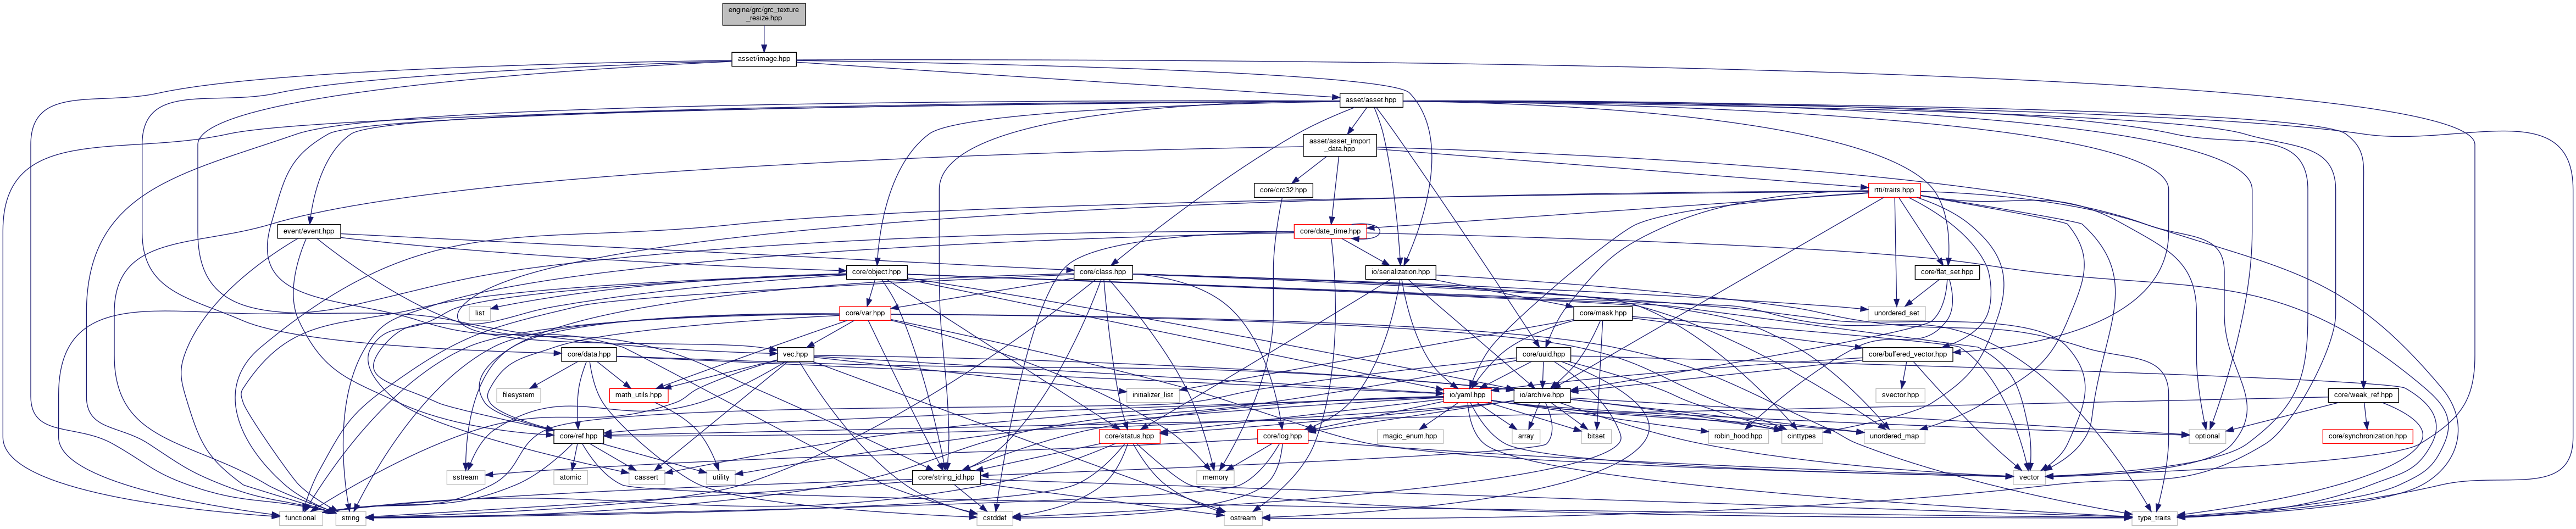 engine/grc/grc_texture
_resize.hpp
asset/image.hpp
asset/asset.hpp
asset/asset_import
_data.hpp
core/crc32.hpp
rtti/traits.hpp
event/event.hpp
core/date_time.hpp
core/object.hpp
core/class.hpp
io/serialization.hpp
core/flat_set.hpp
list
core/var.hpp
core/mask.hpp
unordered_set
core/data.hpp
vec.hpp
core/uuid.hpp
core/buffered_vector.hpp
filesystem
math_utils.hpp
initializer_list
io/yaml.hpp
io/archive.hpp
svector.hpp
core/weak_ref.hpp
core/ref.hpp
core/status.hpp
core/log.hpp
magic_enum.hpp
array
bitset
robin_hood.hpp
cinttypes
unordered_map
optional
core/synchronization.hpp
sstream
atomic
cassert
utility
core/string_id.hpp
memory
vector
functional
string
cstddef
ostream
type_traits